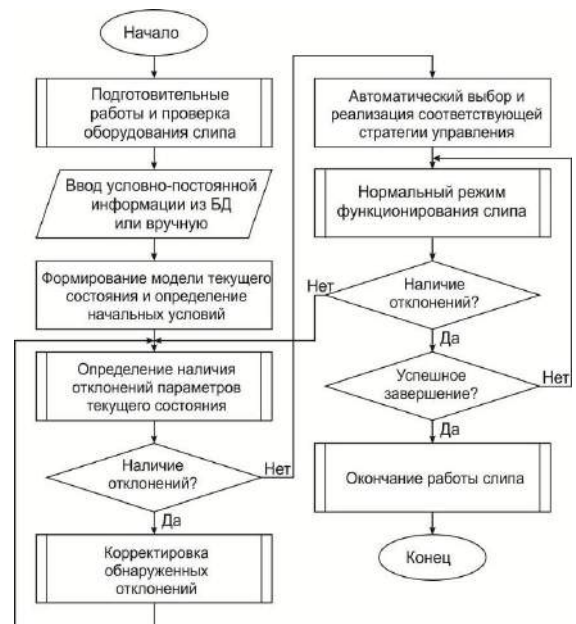 Начало
Подготовительные
работы и проверка
оборудования слипа
Ввод условно-постоянной
информации из БД
или вручную
Формирование модели текущего
состояния и определение
начальных условий
Определение наличия
отклонений параметров
текущего состояния
Наличие
отклонений?
Нет
Да
Корректировка
обнаруженных
отклонений
Автоматический выбор и
реализация соответствующей
стратегии управления
Нормальный режим
функционирования слипа
Нет
Наличие
отклонений?
Да
Успешное
завершение?
Нет
Да
Окончание работы слипа
Конец